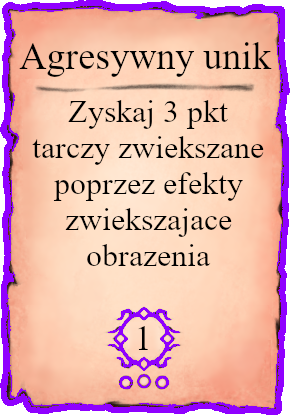 Agresywny unik
Zyskaj 3 pkt
tarczy zwiekszane
poprzez efekty
zwiekszajace
obrazenia
1